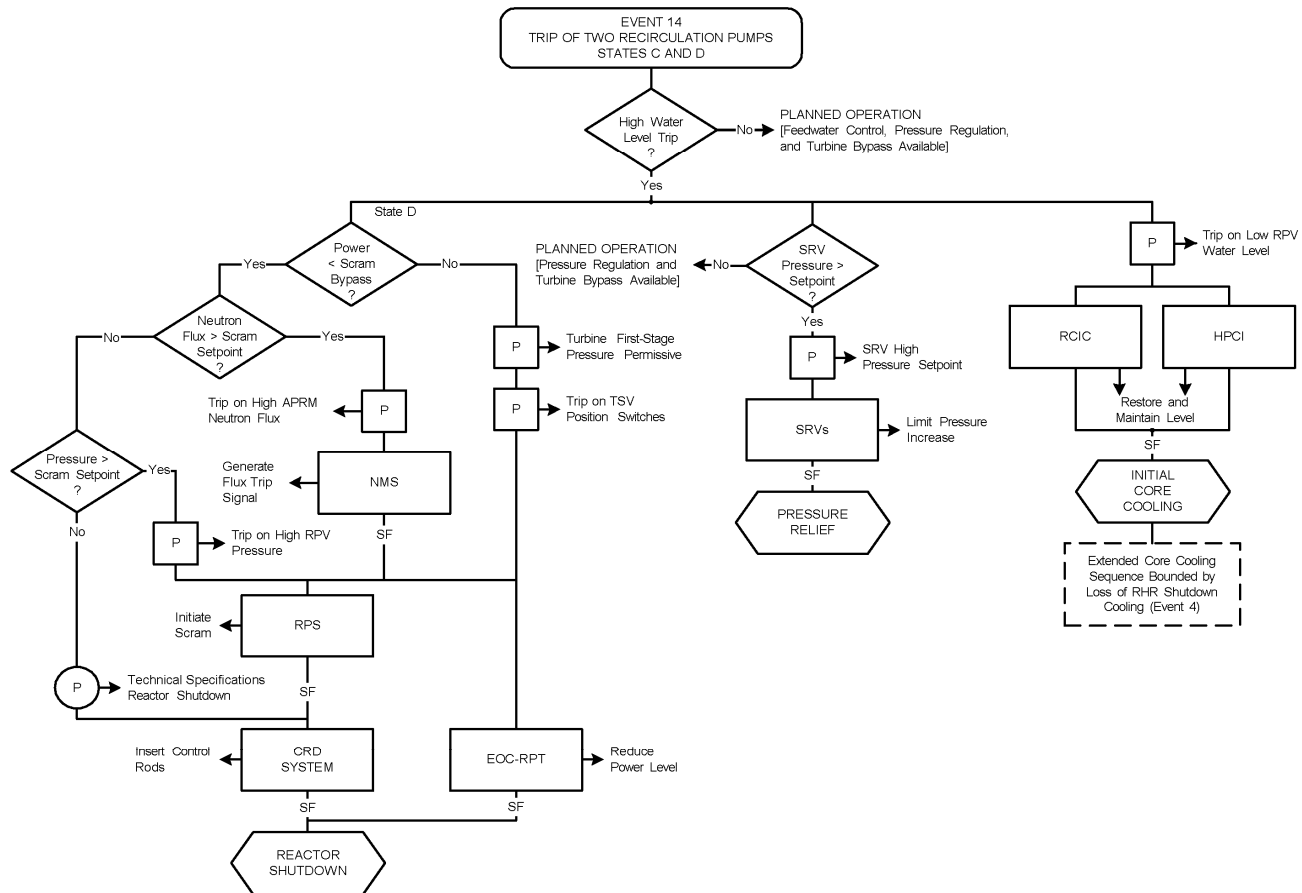 EVENT 14
TRIP OF TWO RECIRCULATION PUMPS
STATES C AND D
High Water
Level Trip
?
No
PLANNED OPERATION
[Feedwater Control, Pressure Regulation,
and Turbine Bypass Available]
Yes
State D
Power
< Scram
Bypass
?
Yes
No
PLANNED OPERATION
[Pressure Regulation and
Turbine Bypass Available]
No
SRV
Pressure >
Setpoint
?
P
Trip on Low RPV
Water Level
Neutron
Flux > Scram
Setpoint
?
No
Yes
P
Turbine First-Stage
Pressure Permissive
Yes
P
SRV High
Pressure Setpoint
RCIC
HPCI
Trip on High APRM
Neutron Flux
P
P
Trip on TSV
Position Switches
SRVs
Limit Pressure
Increase
Restore and
Maintain Level
SF
Pressure >
Scram Setpoint
?
Yes
No
Generate
Flux Trip
Signal
NMS
SF
SF
PRESSURE
RELIEF
INITIAL
CORE
COOLING
P
Trip on High RPV
Pressure
Extended Core Cooling
Sequence Bounded by
Loss of RHR Shutdown
Cooling (Event 4)
Initiate
Scram
RPS
SF
P
Technical Specifications
Reactor Shutdown
Insert Control
Rods
CRD
SYSTEM
EOC-RPT
Reduce
Power Level
SF
SF
REACTOR
SHUTDOWN